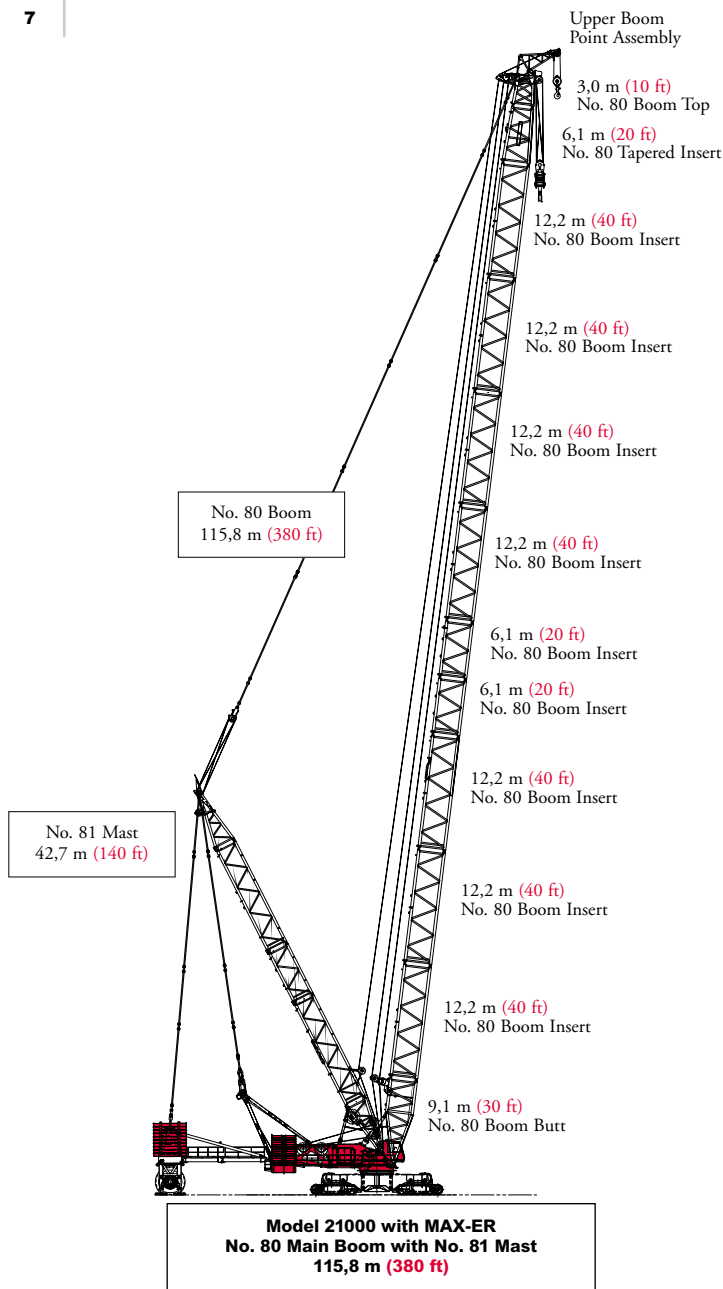 7
Upper Boom
Point Assembly
3,0 m (10 ft)
No. 80 Boom Top
6,1 m (20 ft)
No. 80 Tapered Insert
12,2 m (40 ft)
No. 80 Boom Insert
12,2 m (40 ft)
No. 80 Boom Insert
12,2 m (40 ft)
No. 80 Boom Insert
No. 80 Boom
115,8 m (380 ft)
12,2 m (40 ft)
No. 80 Boom Insert
6,1 m (20 ft)
No. 80 Boom Insert
6,1 m (20 ft)
No. 80 Boom Insert
12,2 m (40 ft)
No. 80 Boom Insert
No. 81 Mast
42,7 m (140 ft)
12,2 m (40 ft)
No. 80 Boom Insert
12,2 m (40 ft)
No. 80 Boom Insert
9,1 m (30 ft)
No. 80 Boom Butt
Model 21000 with MAX-ER
No. 80 Main Boom with No. 81 Mast
115,8 m (380 ft)